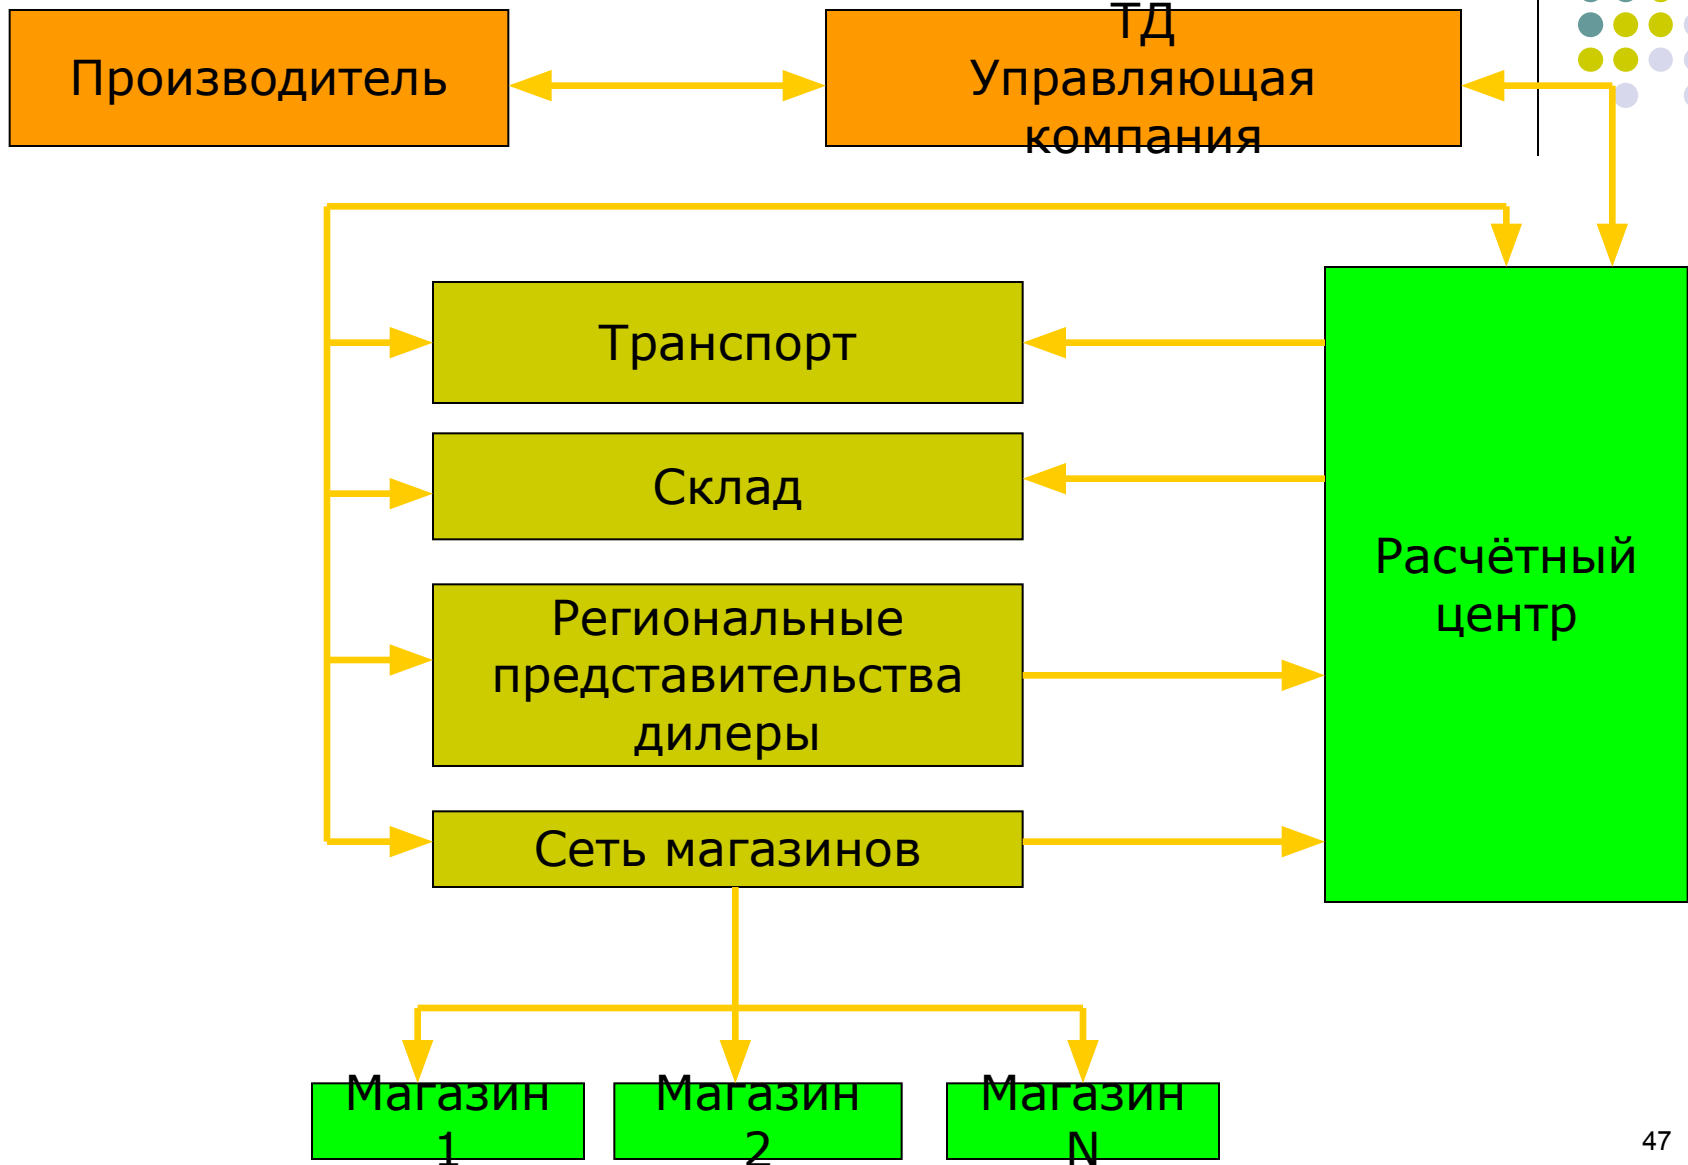 Производитель
ТД
Управляющая
компания
Транспорт
Склад
Региональные
представительства
дилеры
Сеть магазинов
Расчётный
центр
Магазин
1
Магазин
2
Магазин
N
47